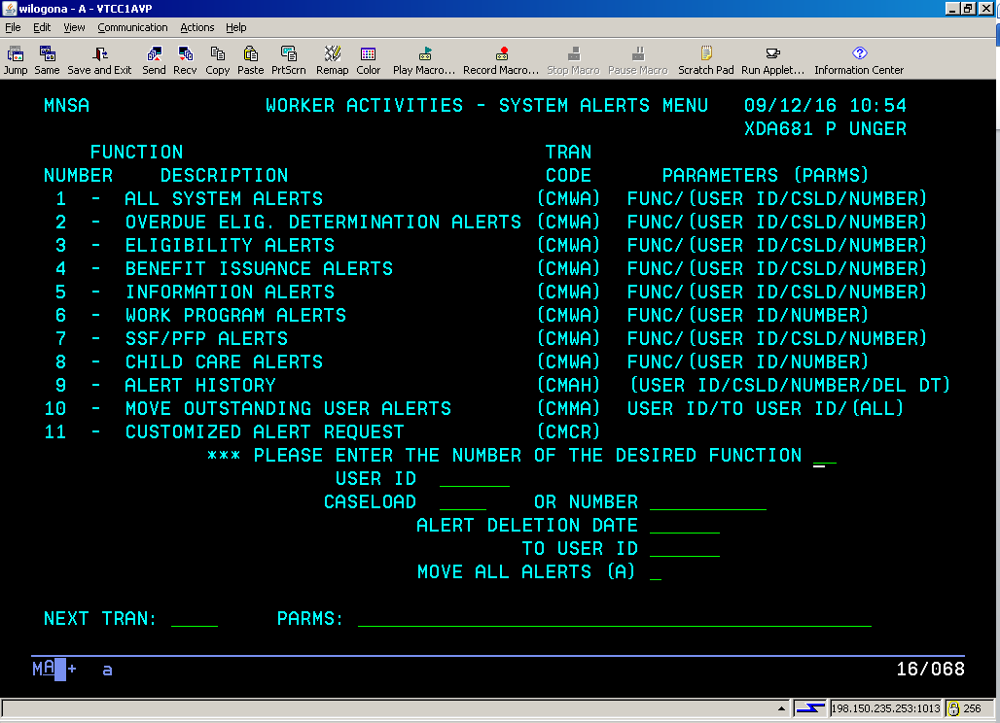 wilogona - A - VTCC1AVP
File Edit View Communication Actions Help
Jump Same Save and Exit Send Recv Copy Paste PrtScrn Remap Color Play Macro... Record Macro... Stop Macro Pause Macro Scratch Pad Run Applet... Information Center
MNSA WORKER ACTIVITIES - SYSTEM ALERTS MENU 09/12/16 10:54
XDA681 P UNGER
FUNCTION TRAN
NUMBER DESCRIPTION CODE PARAMETERS (PARMS)
1 - ALL SYSTEM ALERTS (CMWA) FUNC/(USER ID/CSLD/NUMBER)
2 - OVERDUE ELIG. DETERMINATION ALERTS (CMWA) FUNC/(USER ID/CSLD/NUMBER)
3 - ELIGIBILITY ALERTS (CMWA) FUNC/(USER ID/CSLD/NUMBER)
4 - BENEFIT ISSUANCE ALERTS (CMWA) FUNC/(USER ID/CSLD/NUMBER)
5 - INFORMATION ALERTS (CMWA) FUNC/(USER ID/CSLD/NUMBER)
6 - WORK PROGRAM ALERTS (CMWA) FUNC/(USER ID/NUMBER)
7 - SSF/PFP ALERTS (CMWA) FUNC/(USER ID/CSLD/NUMBER)
8 - CHILD CARE ALERTS (CMWA) FUNC/(USER ID/NUMBER)
9 - ALERT HISTORY (CMAH) (USER ID/CSLD/NUMBER/DEL DT)
10 - MOVE OUTSTANDING USER ALERTS (CMMA) USER ID/TO USER ID/(ALL)
11 - CUSTOMIZED ALERT REQUEST (CMCR)
*** PLEASE ENTER THE NUMBER OF THE DESIRED FUNCTION __
USER ID ______
CASELOAD ____ OR NUMBER __________
ALERT DELETION DATE ______
TO USER ID ______
MOVE ALL ALERTS (A) _
NEXT TRAN: ____ PARMS: ____________________________________________
MA + a 16/068
198.150.235.253:1013 256